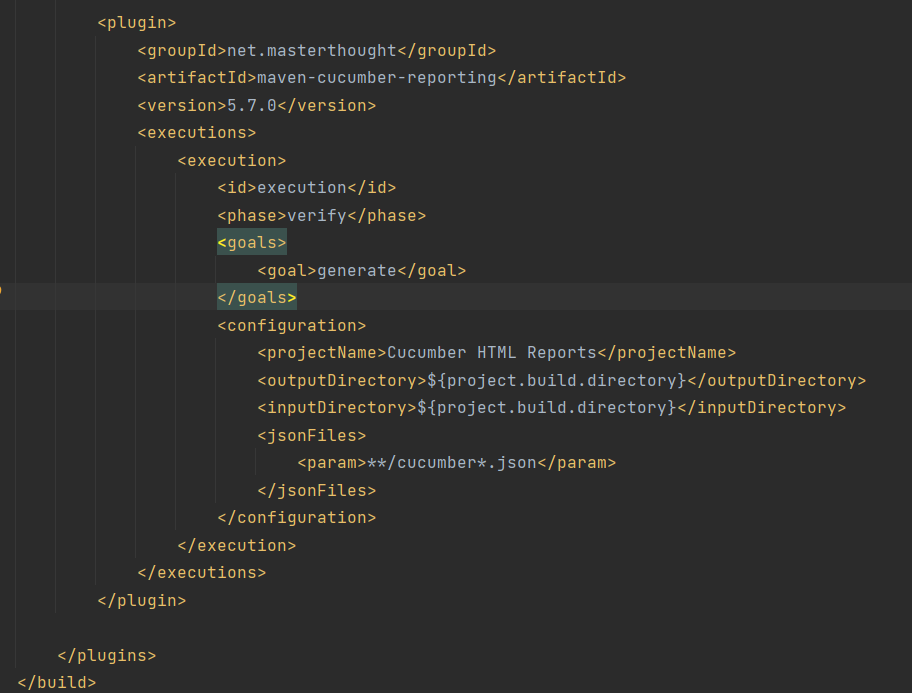 <plugin>
<groupId>net.masterthought</groupId>
<artifactId>maven-cucumber-reporting</artifactId>
<version>5.7.0</version>
<executions>
<execution>
<id>execution</id>
<phase>verify</phase>
<goals>
<goal>generate</goal>
</goals>
<configuration>
<projectName>Cucumber HTML Reports</projectName>
<outputDirectory>${project.build.directory}</outputDirectory>
<inputDirectory>${project.build.directory}</inputDirectory>
<jsonFiles>
<param>**/cucumber*.json</param>
</jsonFiles>
</configuration>
</execution>
</executions>
</plugin>
</plugins>
</build>